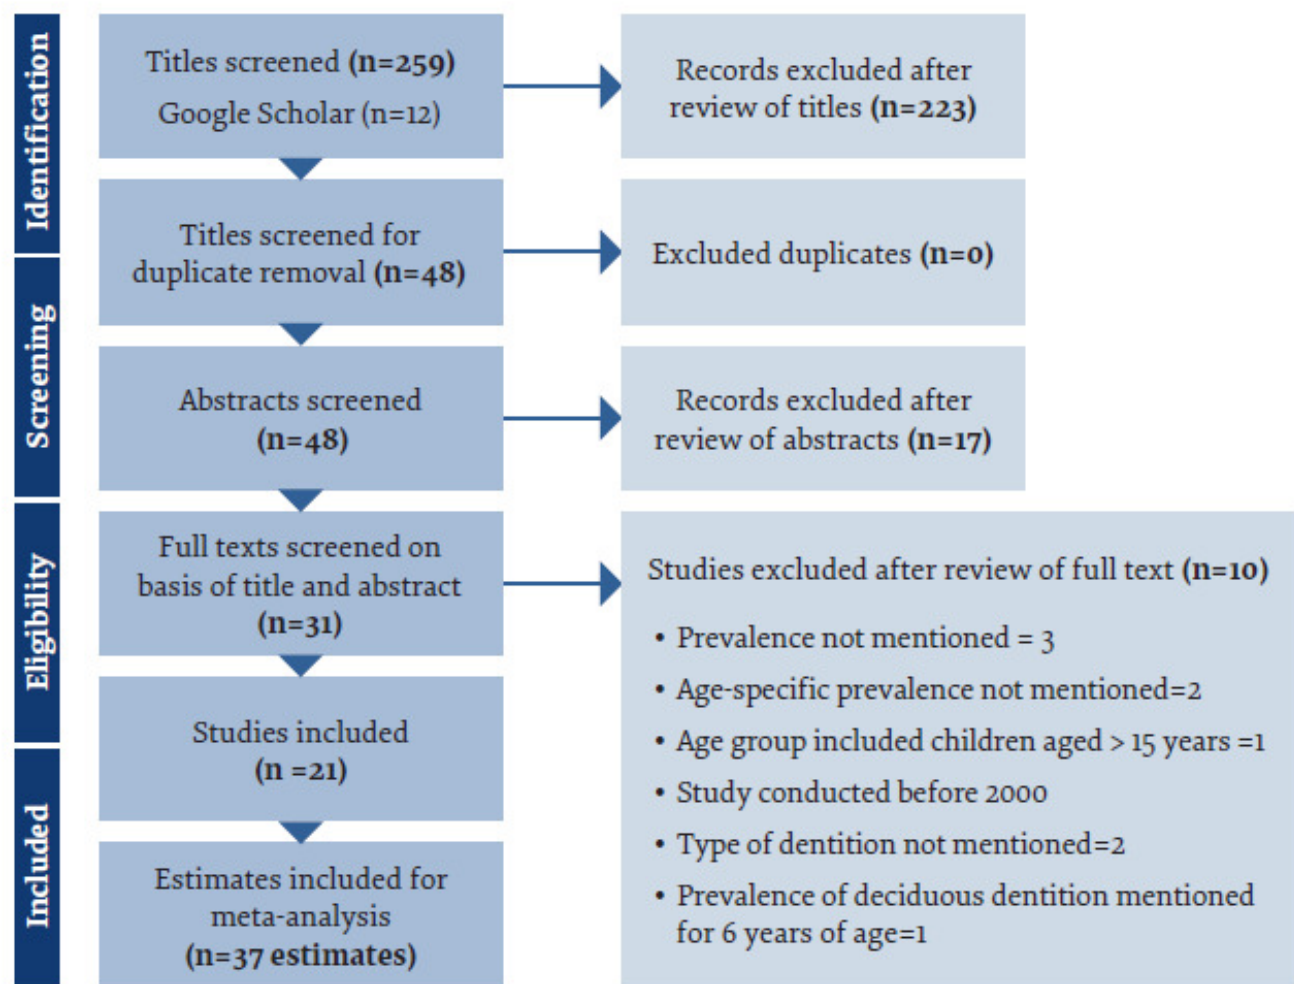 Identification
Titles screened (n=259)
Google Scholar (n=12)
Records excluded after
review of titles (n=223)
Titles screened for
duplicate removal (n=48)
Excluded duplicates (n=0)
Screening
Abstracts screened
(n=48)
Records excluded after
review of abstracts (n=17)
Eligibility
Full texts screened on
basis of title and abstract
(n=31)
Studies excluded after review of full text (n=10)
• Prevalence not mentioned = 3
• Age-specific prevalence not mentioned=2
• Age group included children aged > 15 years =1
• Study conducted before 2000
• Type of dentition not mentioned=2
• Prevalence of deciduous dentition mentioned
for 6 years of age=1
Studies included
(n =21)
Included
Estimates included for
meta-analysis
(n=37 estimates)